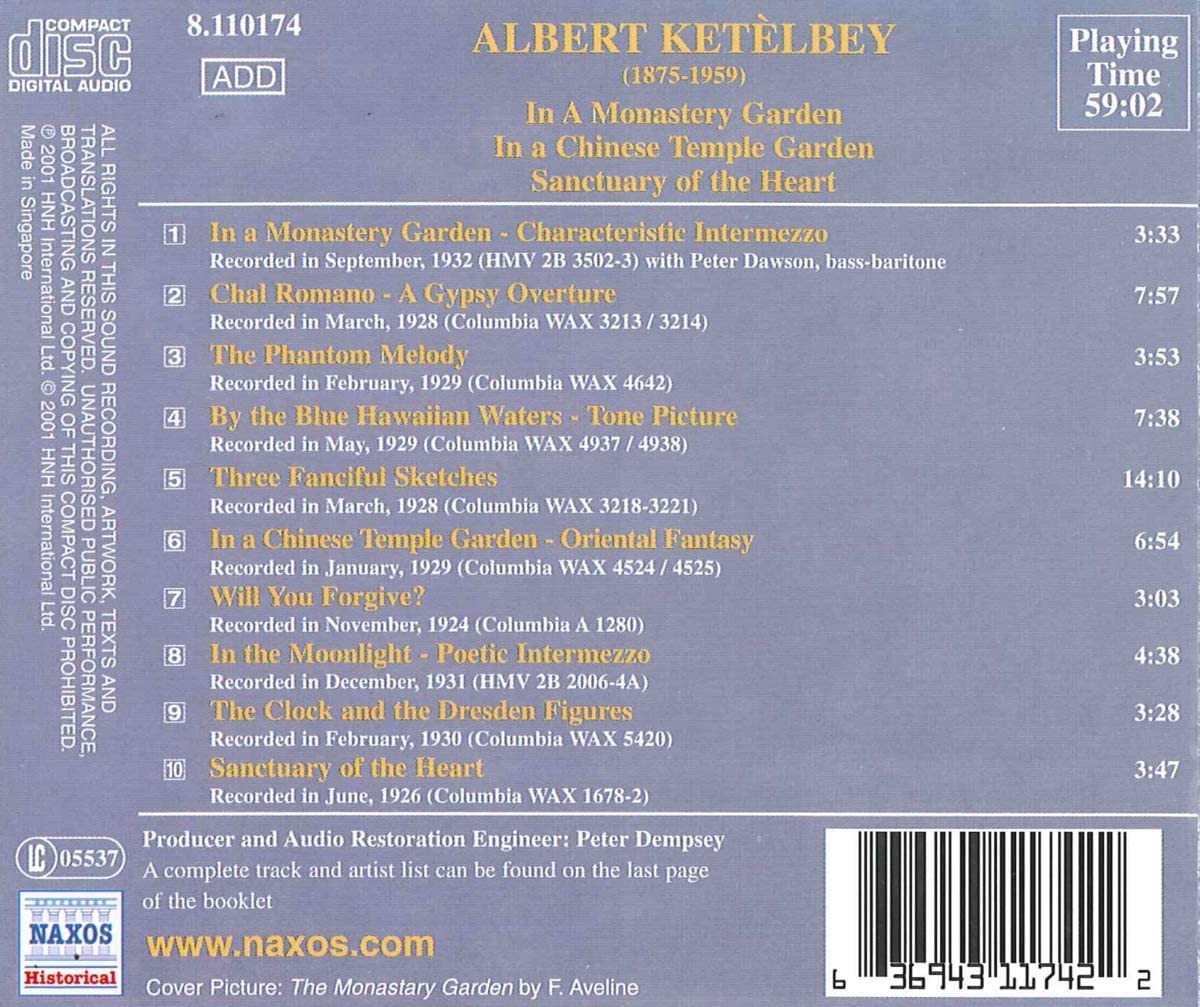 COMPACT
disc
DIGITAL AUDIO
8.110174
ADD
ALBERT KETÈLBEY
(1875-1959)
In A Monastery Garden
In a Chinese Temple Garden
Sanctuary of the Heart
Playing
Time
59:02
ALL RIGHTS IN THIS SOUND RECORDING, ARTWORK, TEXTS AND
TRANSLATIONS RESERVED. UNAUTHORISED PUBLIC PERFORMANCE,
BROADCASTING AND COPYING OF THIS COMPACT DISC PROHIBITED.
℗ 2001 HNH International Ltd. © 2001 HNH International Ltd.
Made in Singapore
1 In a Monastery Garden - Characteristic Intermezzo 3:33
Recorded in September, 1932 (HMV 2B 3502-3) with Peter Dawson, bass-baritone
2 Chal Romano - A Gypsy Overture 7:57
Recorded in March, 1928 (Columbia WAX 3213 / 3214)
3 The Phantom Melody 3:53
Recorded in February, 1929 (Columbia WAX 4642)
4 By the Blue Hawaiian Waters - Tone Picture 7:38
Recorded in May, 1929 (Columbia WAX 4937 / 4938)
5 Three Fanciful Sketches 14:10
Recorded in March, 1928 (Columbia WAX 3218-3221)
6 In a Chinese Temple Garden - Oriental Fantasy 6:54
Recorded in January, 1929 (Columbia WAX 4524 / 4525)
7 Will You Forgive? 3:03
Recorded in November, 1924 (Columbia A 1280)
8 In the Moonlight - Poetic Intermezzo 4:38
Recorded in December, 1931 (HMV 2B 2006-4A)
9 The Clock and the Dresden Figures 3:28
Recorded in February, 1930 (Columbia WAX 5420)
10 Sanctuary of the Heart 3:47
Recorded in June, 1926 (Columbia WAX 1678-2)
LC 05537
NAXOS
Historical
Producer and Audio Restoration Engineer: Peter Dempsey
A complete track and artist list can be found on the last page
of the booklet
www.naxos.com
Cover Picture: The Monastary Garden by F. Aveline
6 36943 11742 2